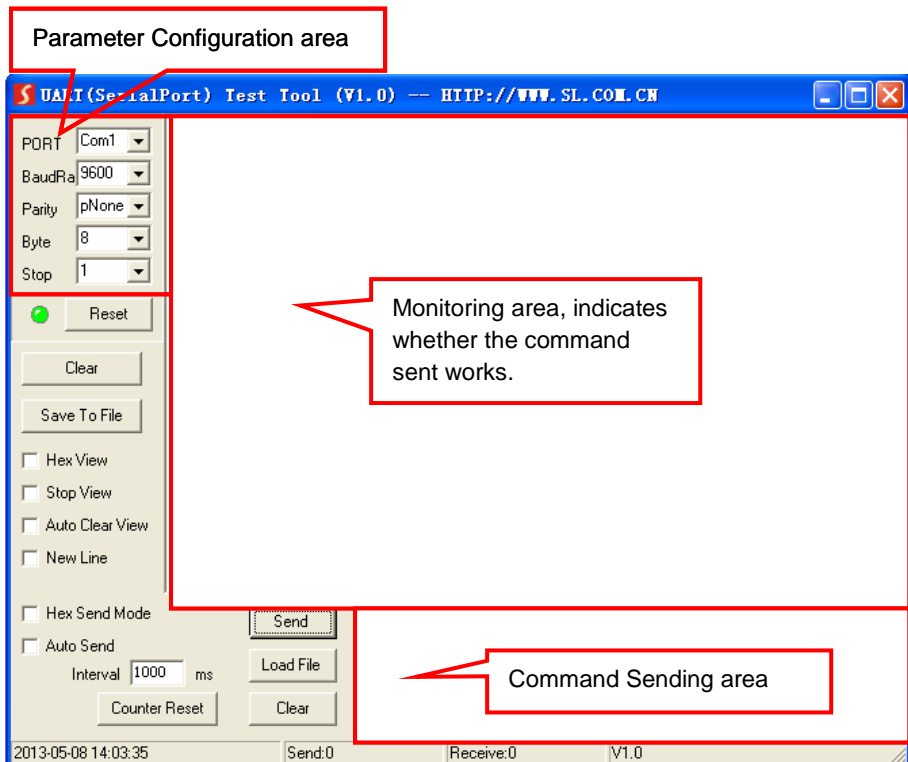 Parameter Configuration area
UART(SerialPort) Test Tool (V1.0) -- HTTP://WWW.SL.COM.CN
PORT Com1
BaudRa 9600
Parity pNone
Byte 8
Stop 1
Reset
Monitoring area, indicates
whether the command
sent works.
Clear
Save To File
Hex View
Stop View
Auto Clear View
New Line
Hex Send Mode
Send
Auto Send
Interval 1000 ms
Load File
Command Sending area
Counter Reset
Clear
2013-05-08 14:03:35 Send:0 Receive:0 V1.0